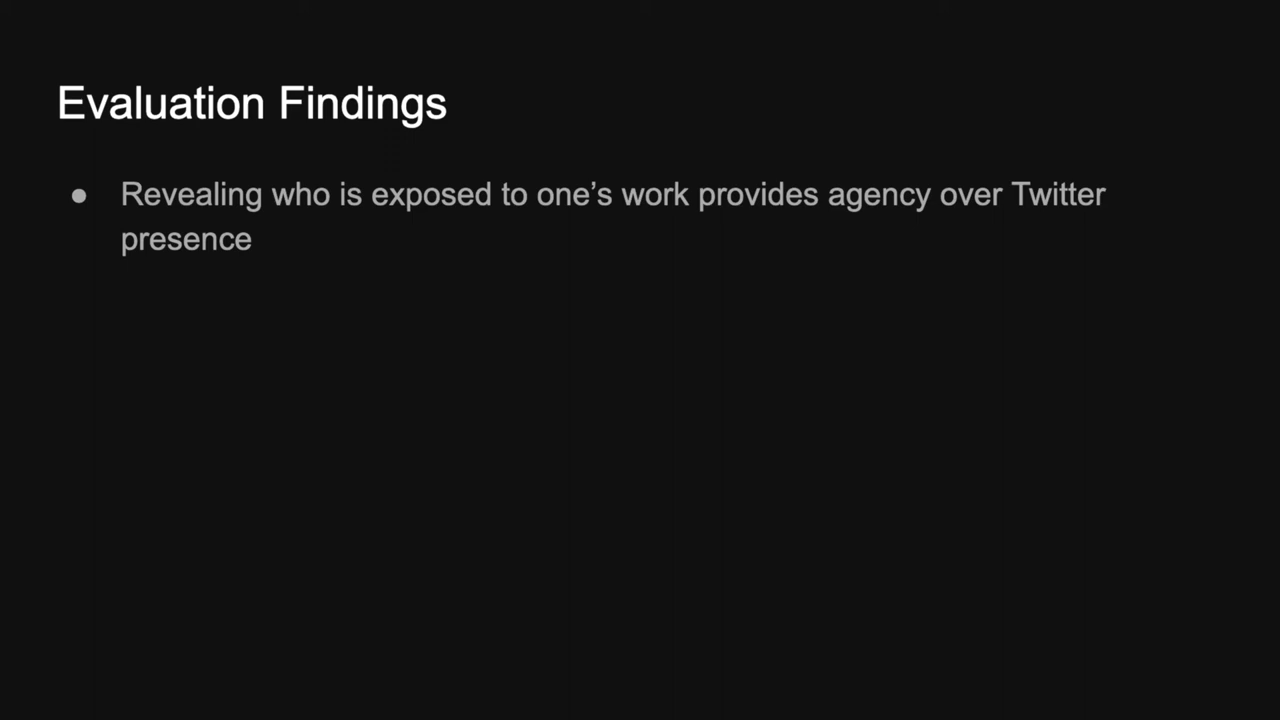 Evaluation Findings
● Revealing who is exposed to one’s work provides agency over Twitter
presence